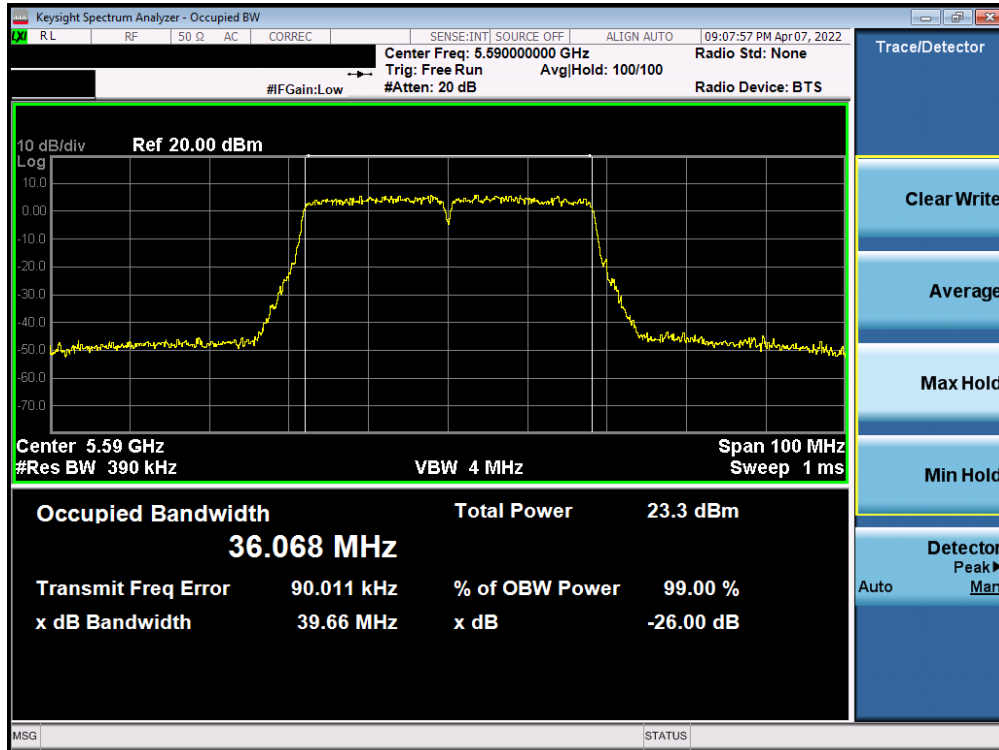 Keysight Spectrum Analyzer - Occupied BW
LXI RL RF 50 Ω AC CORREC SENSE:INT SOURCE OFF ALIGN AUTO 09:07:57 PM Apr 07, 2022
Center Freq: 5.590000000 GHz Radio Std: None
Trig: Free Run Avg|Hold: 100/100
#IFGain:Low #Atten: 20 dB Radio Device: BTS
10 dB/div Ref 20.00 dBm
Log
10.0
0.00
-10.0
-20.0
-30.0
-40.0
-50.0
-60.0
-70.0
Center 5.59 GHz Span 100 MHz
#Res BW 390 kHz VBW 4 MHz Sweep 1 ms
Occupied Bandwidth Total Power 23.3 dBm
36.068 MHz
Transmit Freq Error 90.011 kHz % of OBW Power 99.00 %
x dB Bandwidth 39.66 MHz x dB -26.00 dB
MSG STATUS
Trace/Detector
Clear Write
Average
Max Hold
Min Hold
Detector
Peak▶
Auto Man